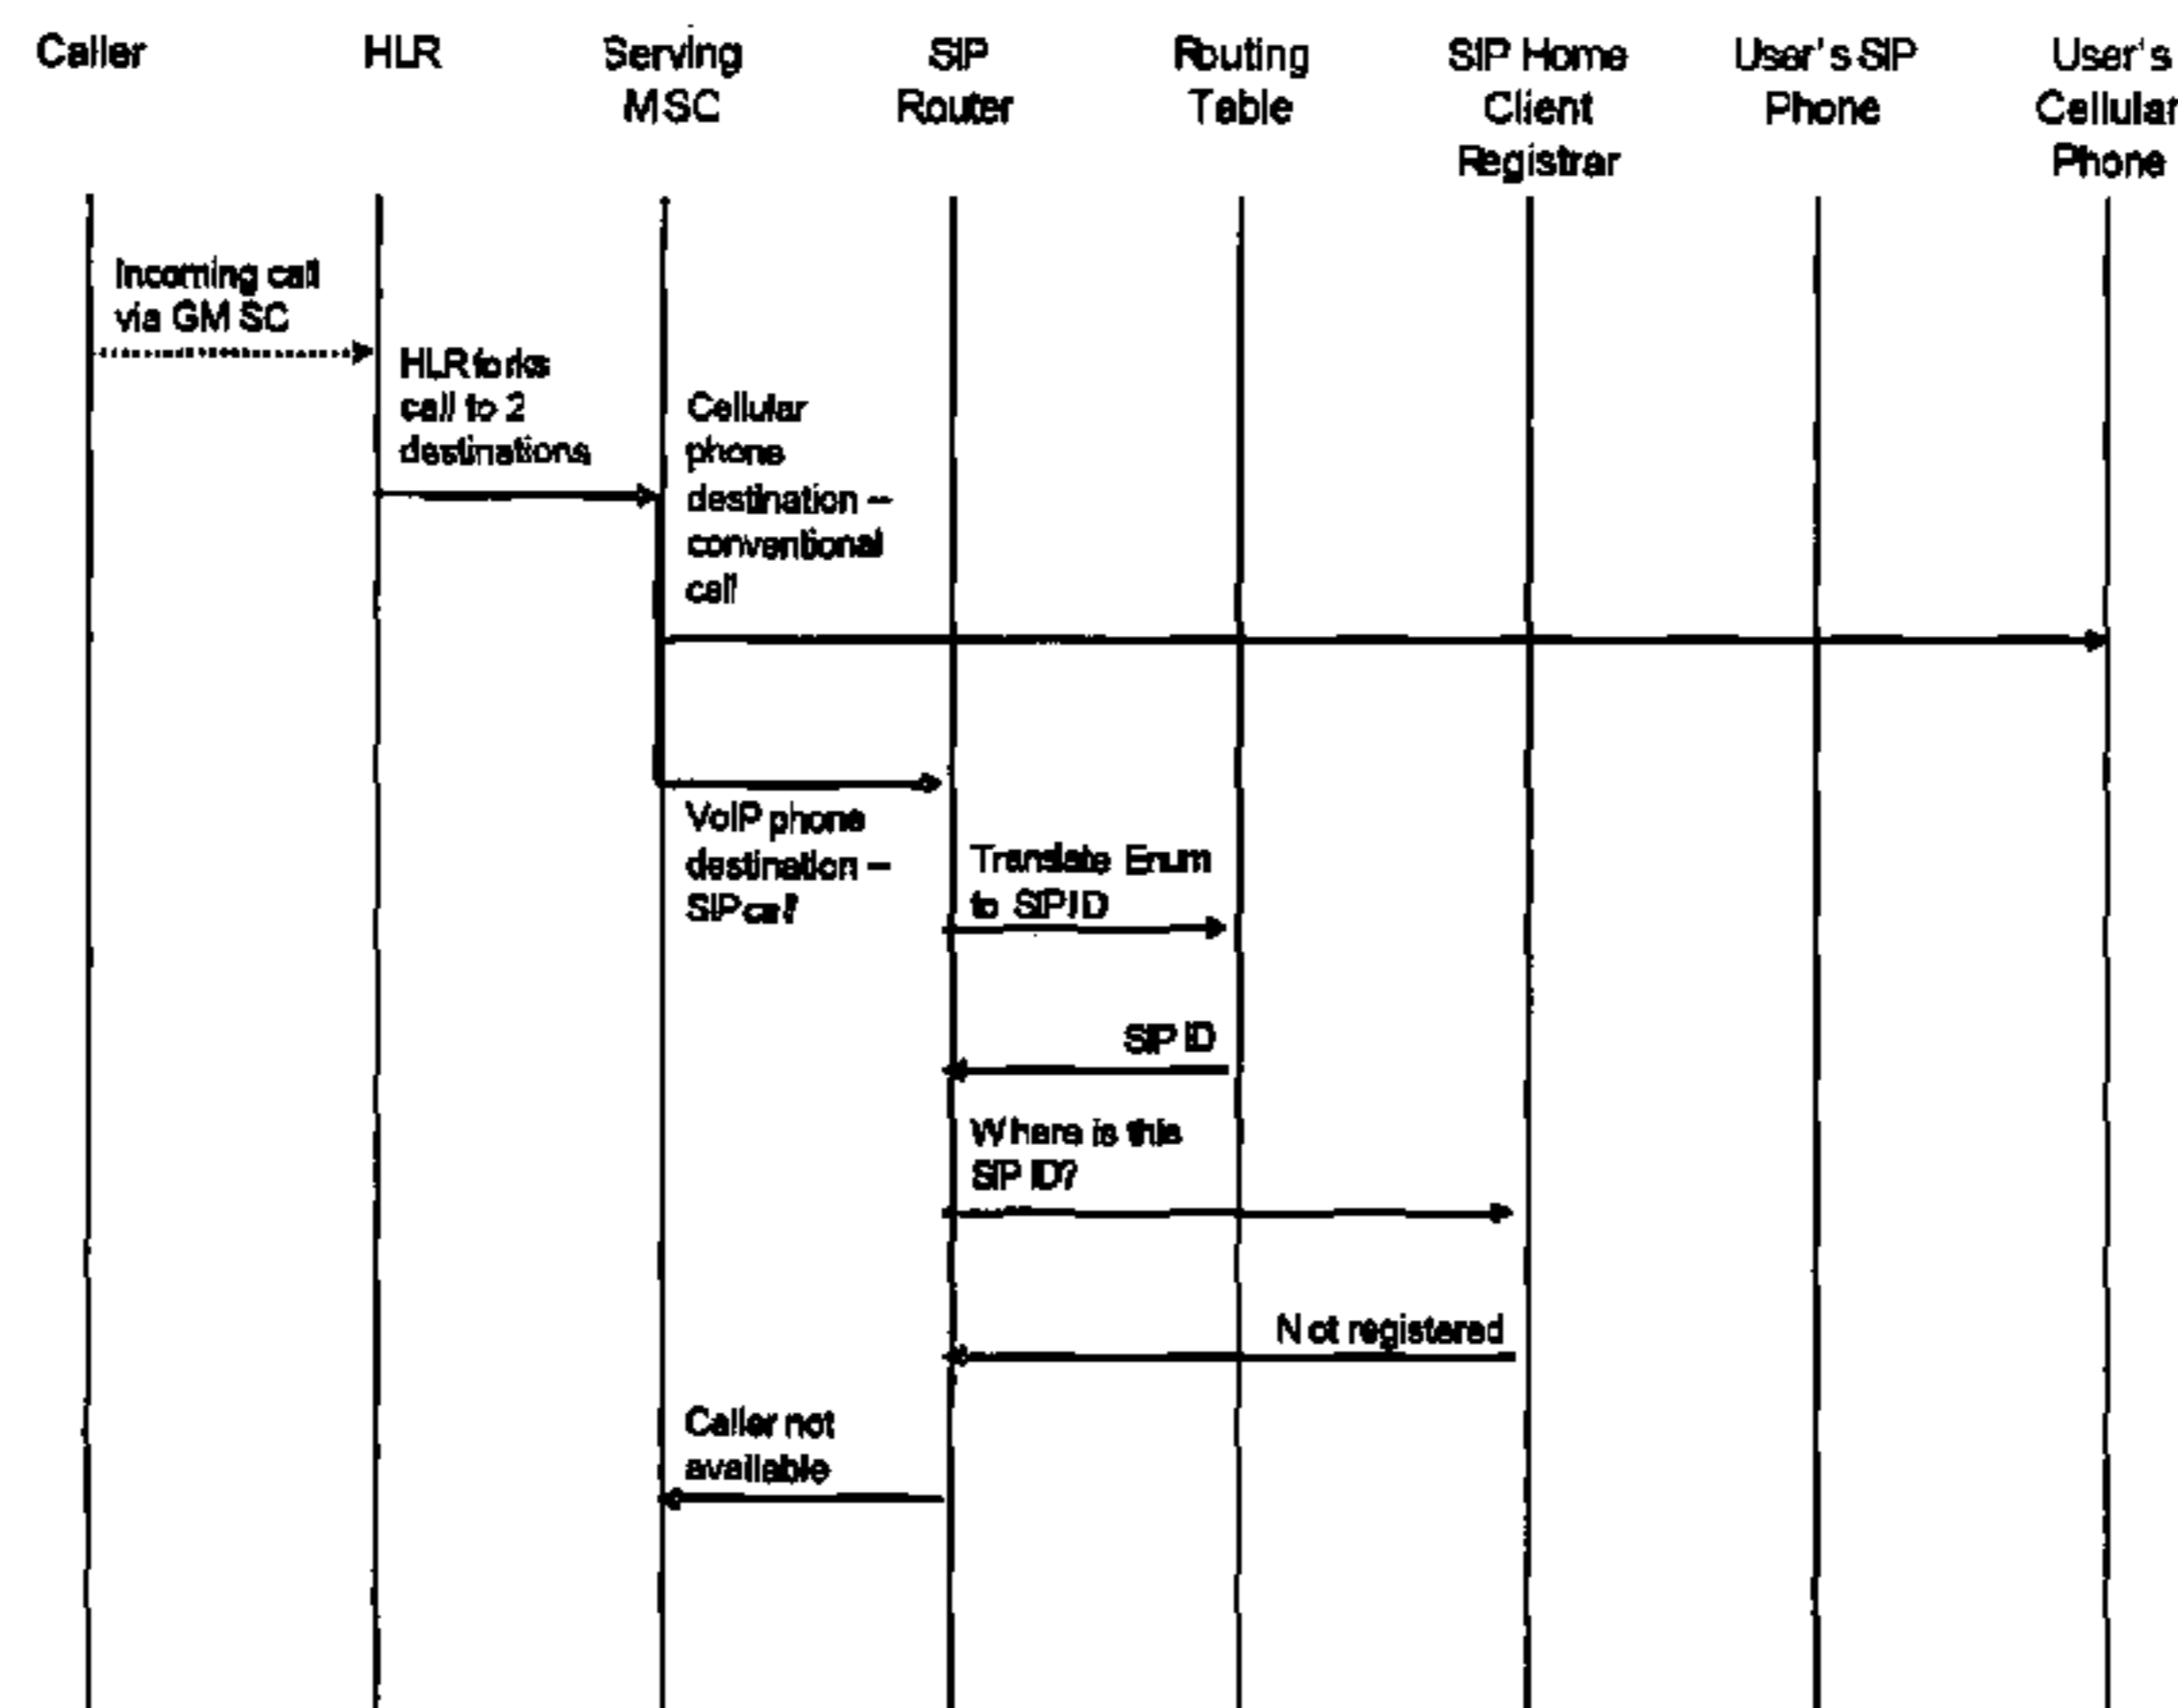 Caller
HLR
Serving
MSC
SIP
Router
Routing
Table
SIP Home
Client
Registrar
User's SIP
Phone
User's
Cellular
Phone
Incoming call
via GMSC
HLR forks
call to 2
destinations
Cellular
phone
destination –
conventional
call
VoIP phone
destination –
SIP call
Translate Enum
to SIP ID
SIP ID
Where is this
SIP ID?
Not registered
Caller not
available